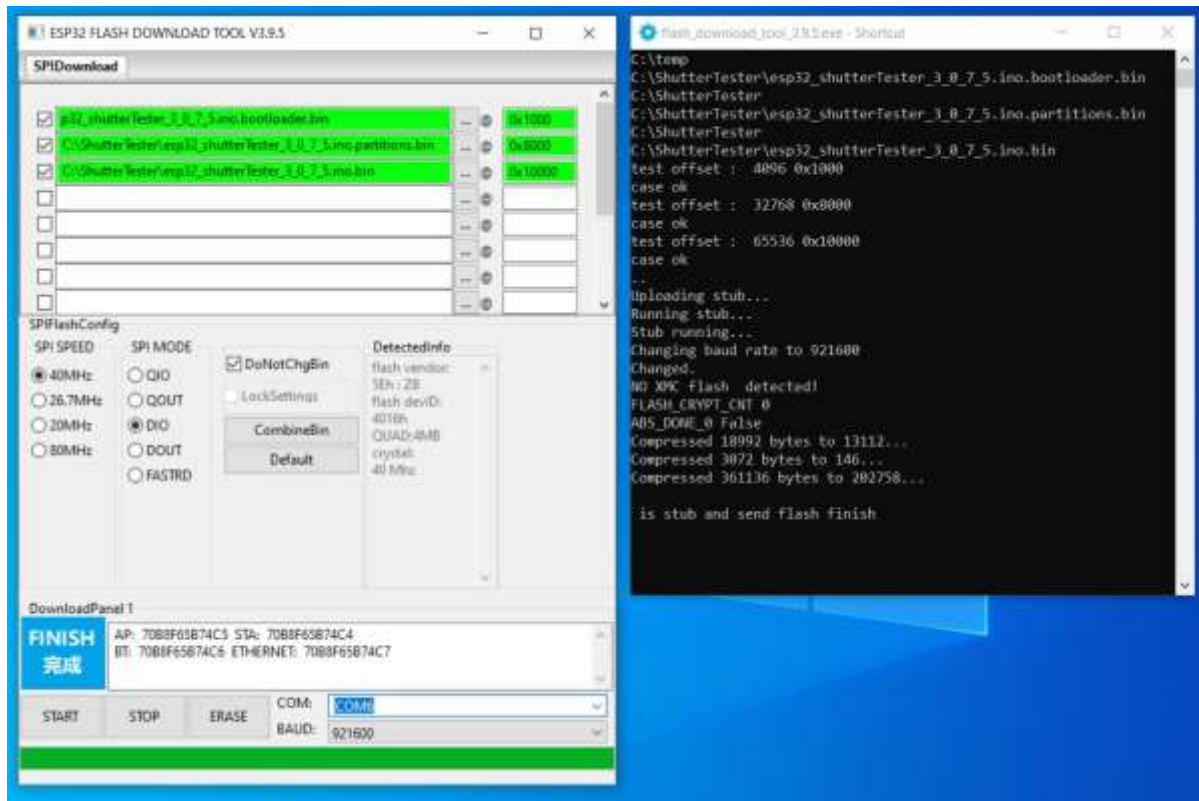 ESP32 FLASH DOWNLOAD TOOL V3.9.5
SPIDownload
p32_shutterTester_3_0_7_5.ino.bootloader.bin ... @ 0x1000
C:\ShutterTester\esp32_shutterTester_3_0_7_5.ino.partitions.bin ... @ 0x8000
C:\ShutterTester\esp32_shutterTester_3_0_7_5.ino.bin ... @ 0x10000
... @
... @
... @
... @
... @
SPIFlashConfig
SPI SPEED
40MHz
26.7MHz
20MHz
80MHz
SPI MODE
QIO
QOUT
DIO
DOUT
FASTRD
DoNotChgBin
LockSettings
CombineBin
Default
DetectedInfo
flash vendor:
5Eh : ZB
flash devID:
4016h
QUAD;4MB
crystal:
40 Mhz
DownloadPanel 1
FINISH
完成
AP: 70B8F65B74C5 STA: 70B8F65B74C4
BT: 70B8F65B74C6 ETHERNET: 70B8F65B74C7
START STOP ERASE
COM: COM6
BAUD: 921600
flash_download_tool_3.9.5.exe - Shortcut
C:\temp
C:\ShutterTester\esp32_shutterTester_3_0_7_5.ino.bootloader.bin
C:\ShutterTester
C:\ShutterTester\esp32_shutterTester_3_0_7_5.ino.partitions.bin
C:\ShutterTester
C:\ShutterTester\esp32_shutterTester_3_0_7_5.ino.bin
test offset : 4096 0x1000
case ok
test offset : 32768 0x8000
case ok
test offset : 65536 0x10000
case ok
..
Uploading stub...
Running stub...
Stub running...
Changing baud rate to 921600
Changed.
NO XMC flash detected!
FLASH_CRYPT_CNT 0
ABS_DONE_0 False
Compressed 18992 bytes to 13112...
Compressed 3072 bytes to 146...
Compressed 361136 bytes to 202758...
is stub and send flash finish